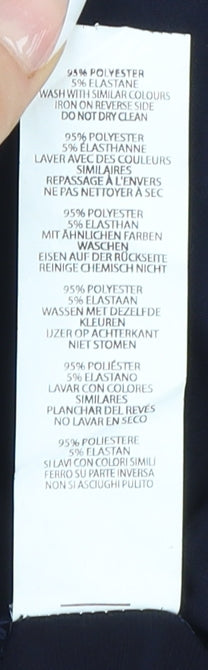 95% POLYESTER
5% ELASTANE
WASH WITH SIMILAR COLOURS
IRON ON REVERSE SIDE
DO NOT DRY CLEAN
95% POLYESTER
5% ÉLASTHANNE
LAVER AVEC DES COULEURS
SIMILAIRES
REPASSAGE À L'ENVERS
NE PAS NETTOYER À SEC
95% POLYESTER
5% ELASTHAN
MIT ÄHNLICHEN FARBEN
WASCHEN
EISEN AUF DER RÜCKSEITE
REINIGE CHEMISCH NICHT
95% POLYESTER
5% ELASTAAN
WASSEN MET DEZELFDE
KLEUREN
IJZER OP ACHTERKANT
NIET STOMEN
95% POLIÉSTER
5% ELASTANO
LAVAR CON COLORES
SIMILARES
PLANCHAR DEL REVÉS
NO LAVAR EN SECO
95% POLIESTERE
5% ELASTAN
SI LAVI CON COLORI SIMILI
FERRO SU PARTE INVERSA
NON SI ASCIUGHI PULITO